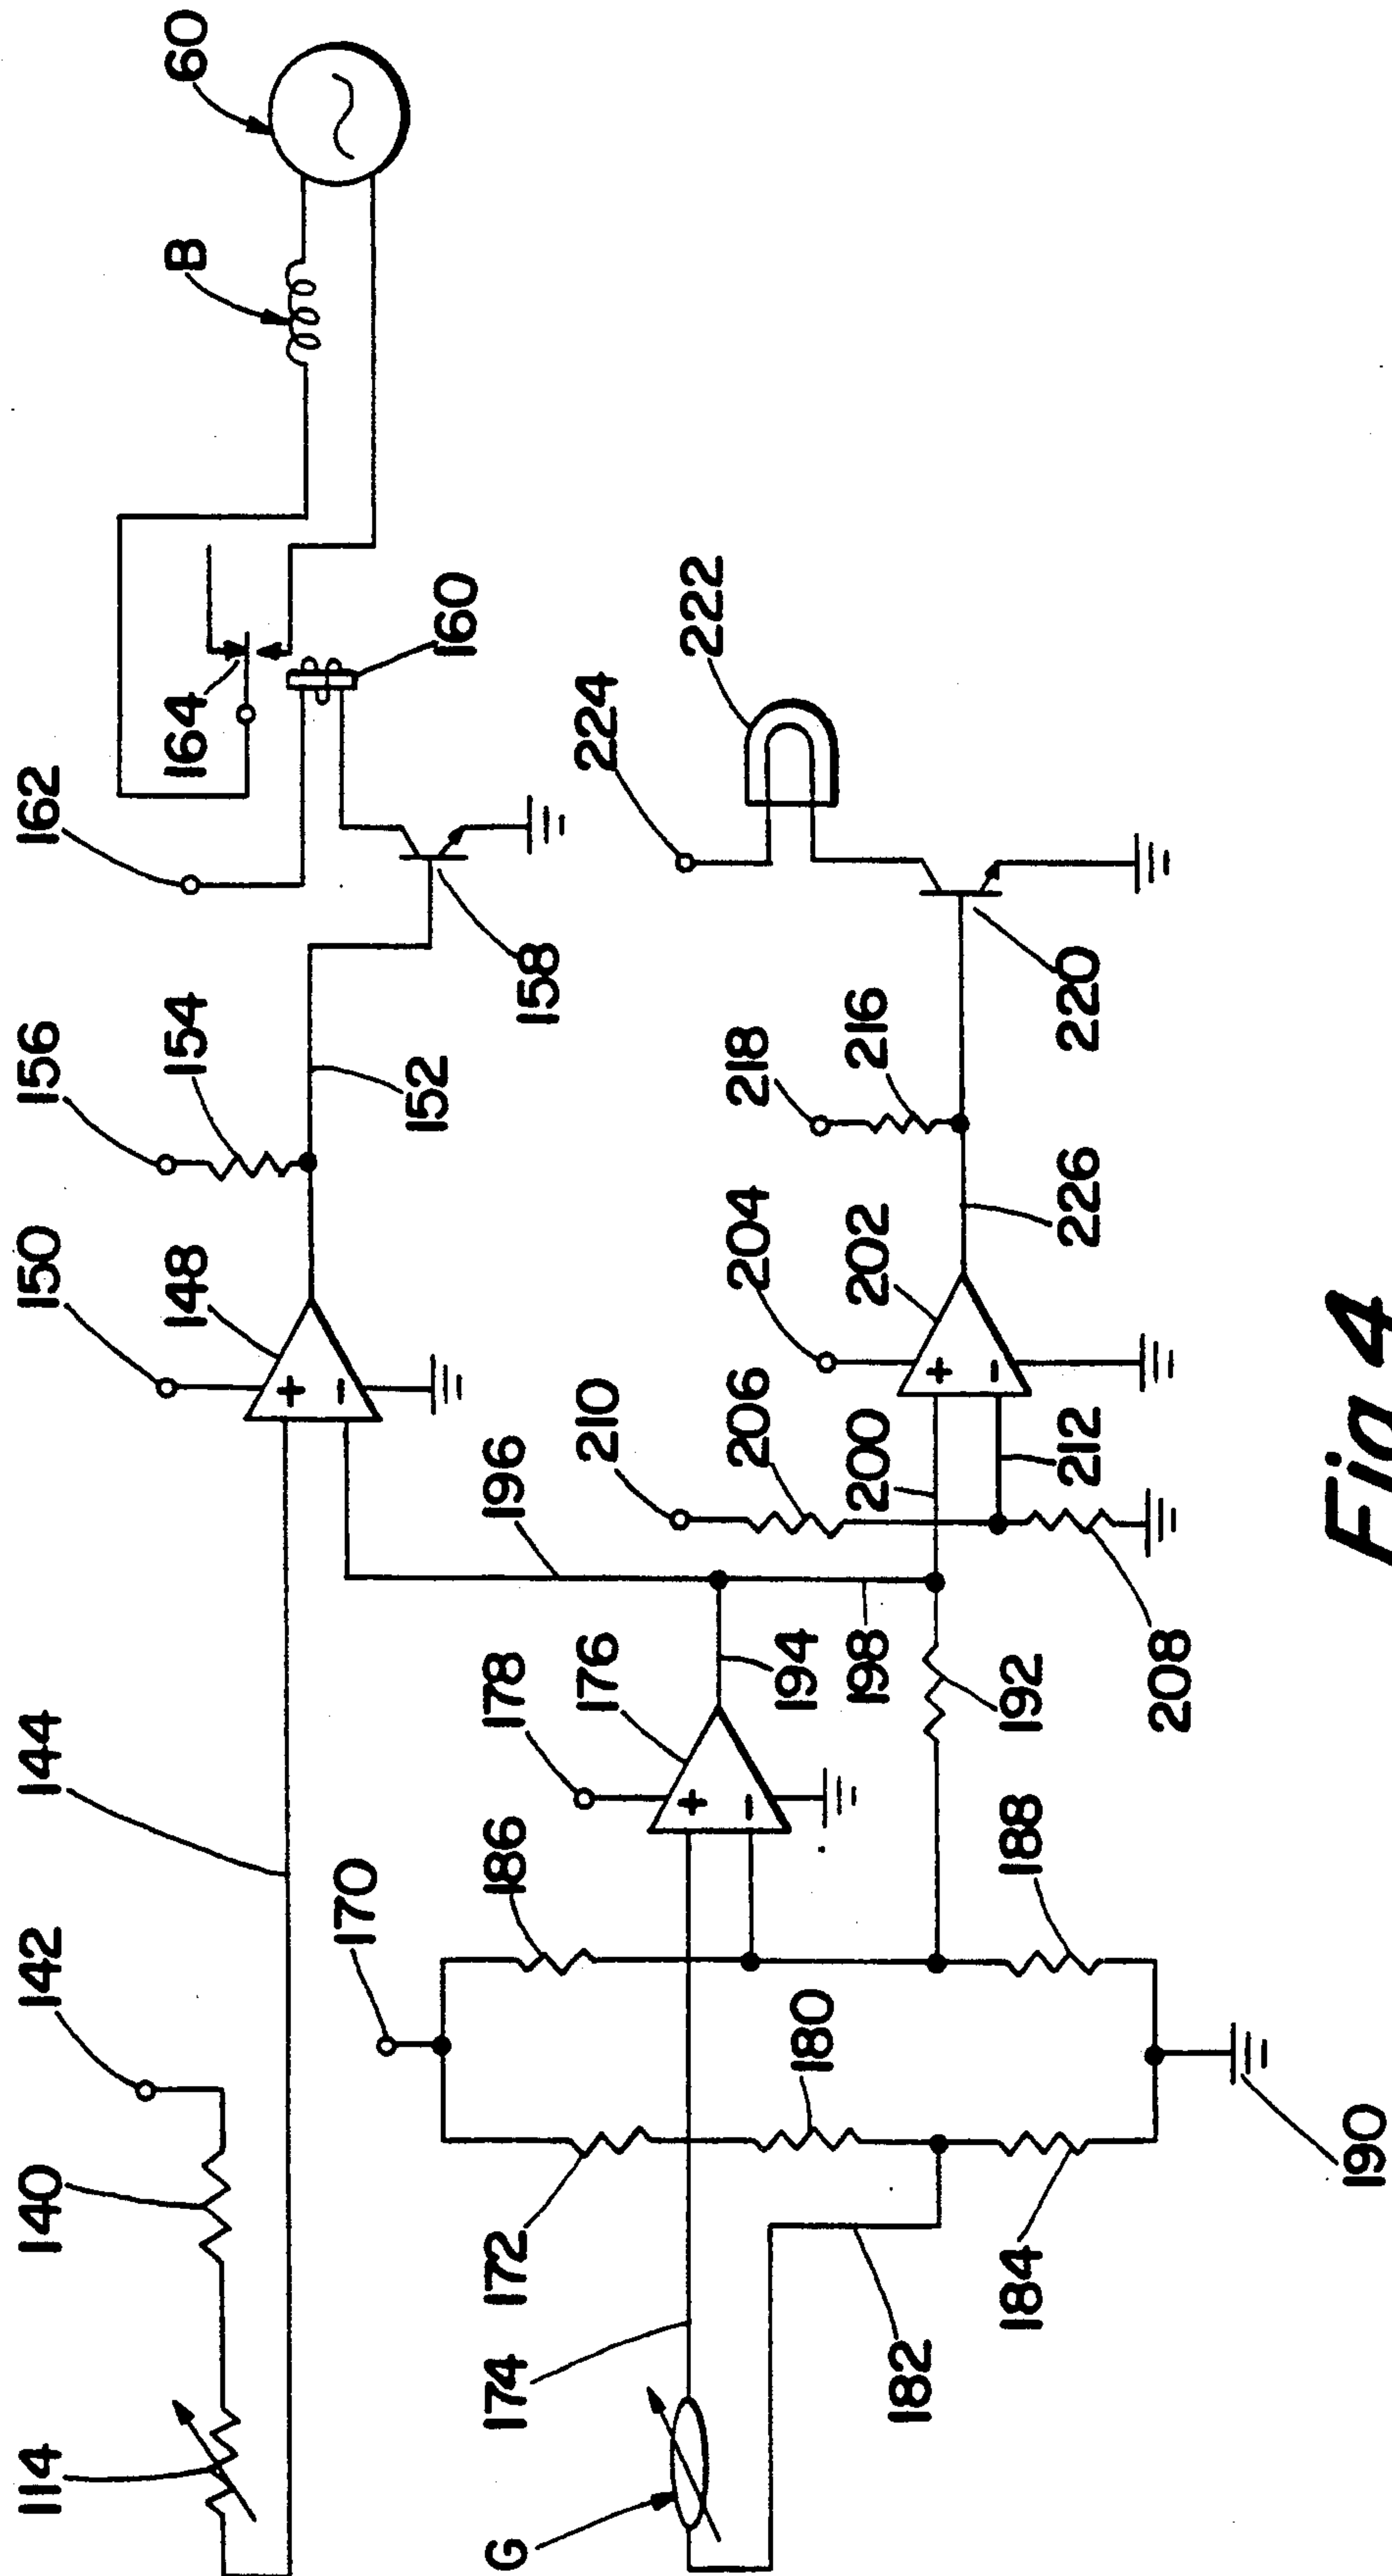 114 140 142 144 150 156 162
148 154 164 B 60
170 152 160
G 174 172 186 178 196 158
176 210 224
206 204 218 222
180 194
182 198 200 202 216
184 188 192 212 226 220
208
190
Fig 4